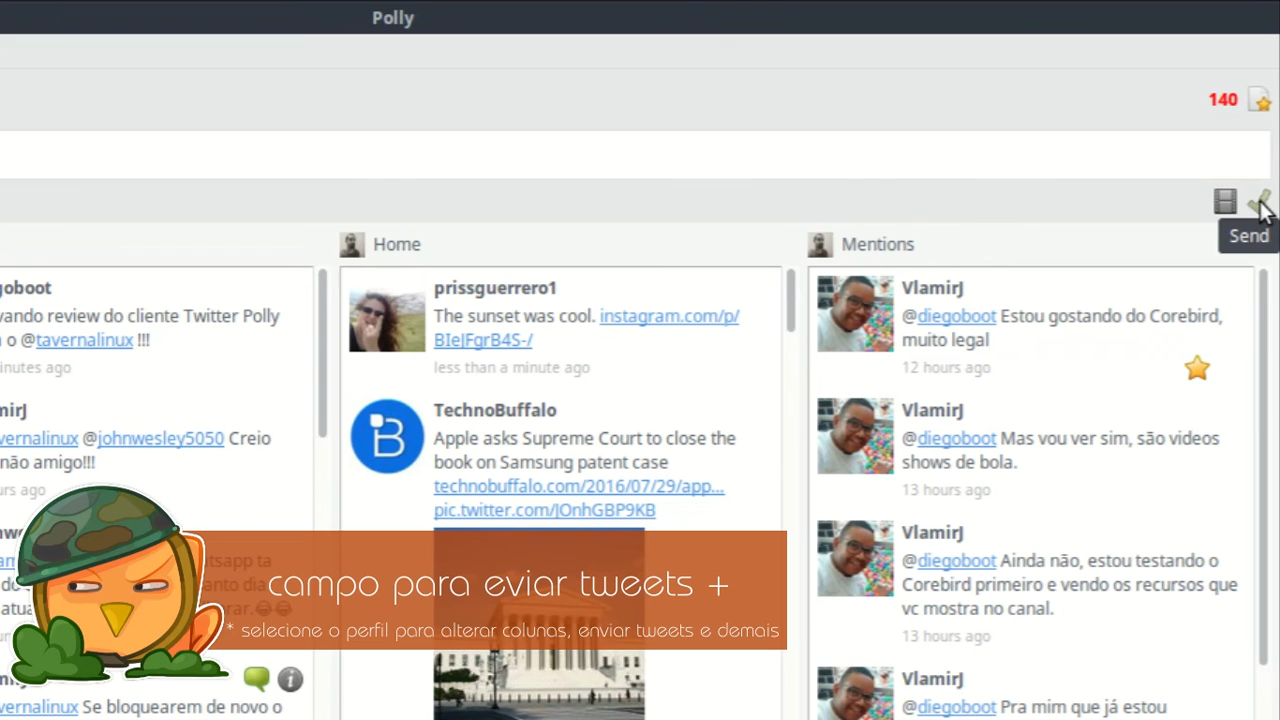 Polly
140
Send
goboot
vando review do cliente Twitter Polly
o @tavernalinux !!!
inutes ago
mirJ
vernalinux @johnwesley5050 Creio
não amigo!!!
urs ago
Se bloquearem de novo o
Home
prissguerrero1
The sunset was cool. instagram.com/p/
BIeJFgrB4S-/
less than a minute ago
TechnoBuffalo
Apple asks Supreme Court to close the
book on Samsung patent case
technobuffalo.com/2016/07/29/app...
pic.twitter.com/JOnhGBP9KB
Mentions
VlamirJ
@diegoboot Estou gostando do Corebird,
muito legal
12 hours ago
VlamirJ
@diegoboot Mas vou ver sim, são videos
shows de bola.
13 hours ago
VlamirJ
@diegoboot Ainda não, estou testando o
Corebird primeiro e vendo os recursos que
vc mostra no canal.
13 hours ago
VlamirJ
@diegoboot Pra mim que já estou
campo para eviar tweets +
* selecione o perfil para alterar colunas, enviar tweets e demais